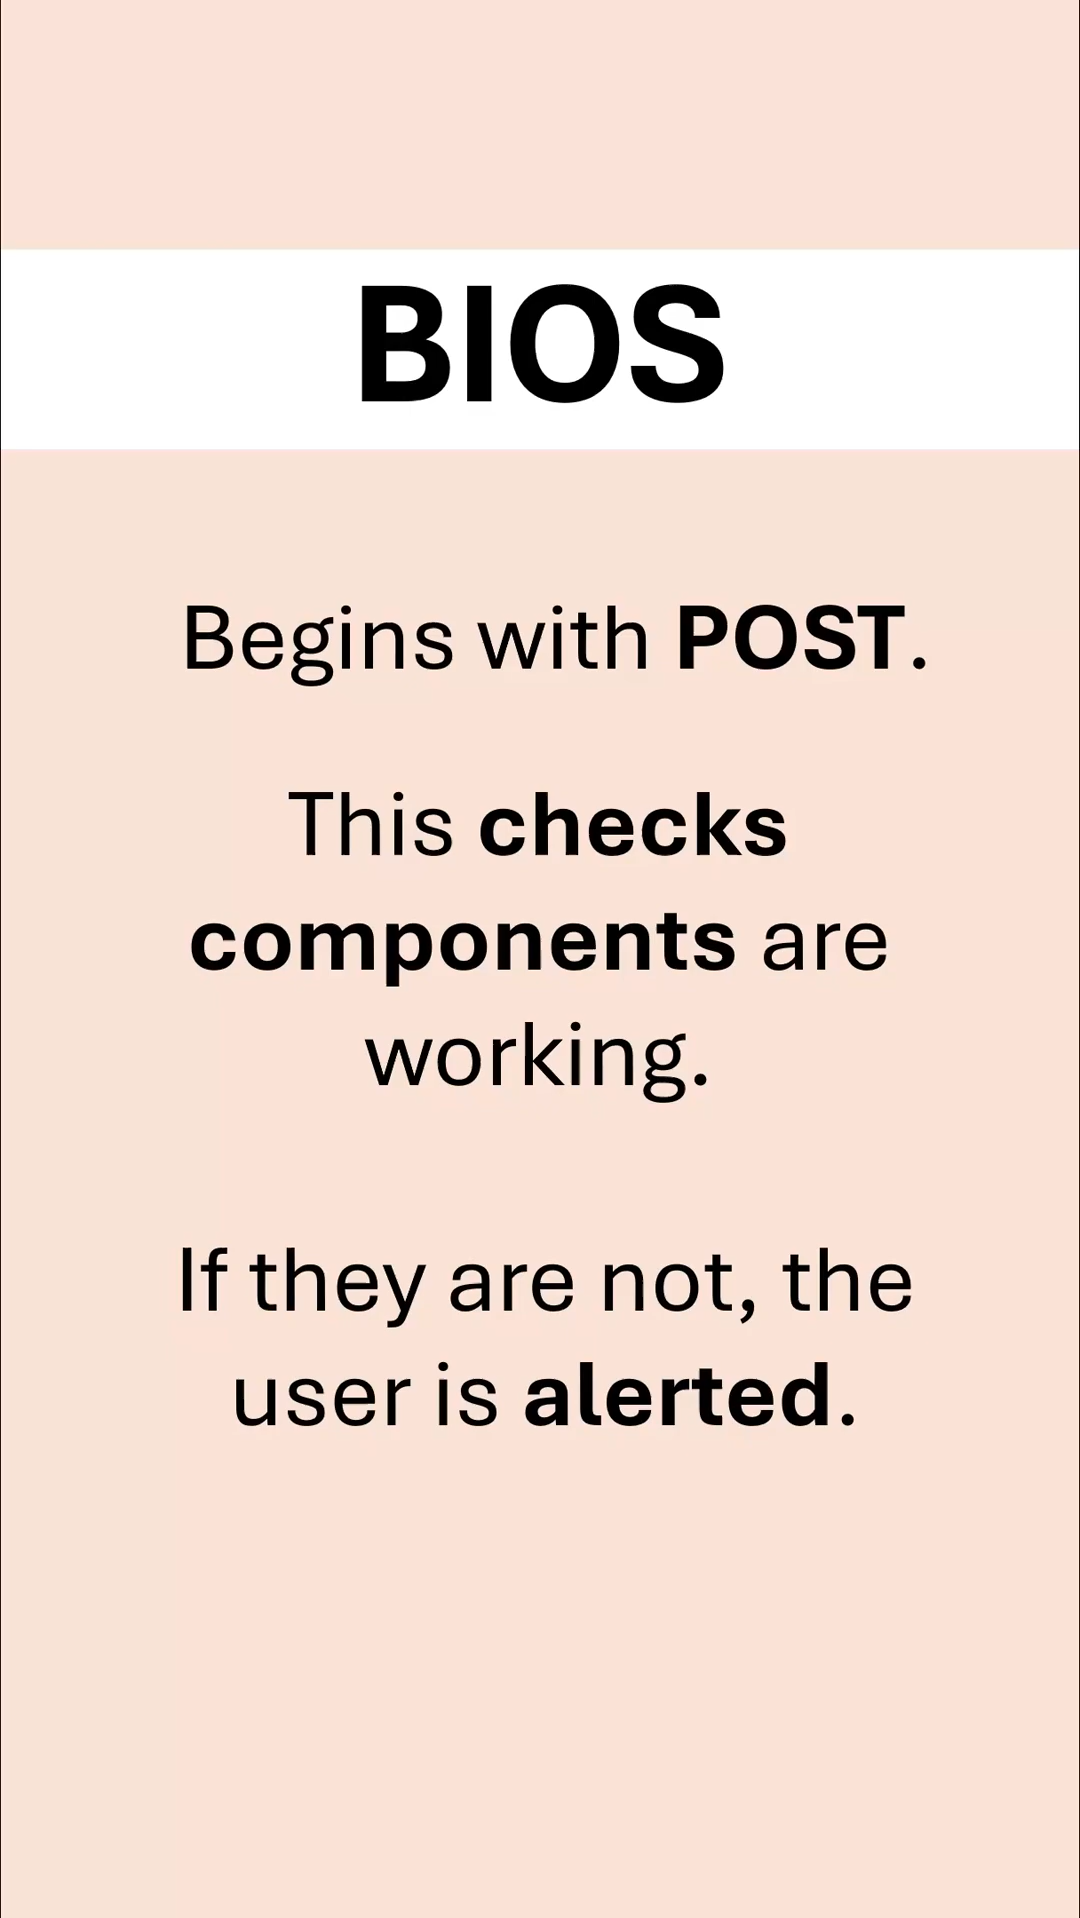 BIOS
Begins with POST.
This checks
components are
working.
If they are not, the
user is alerted.